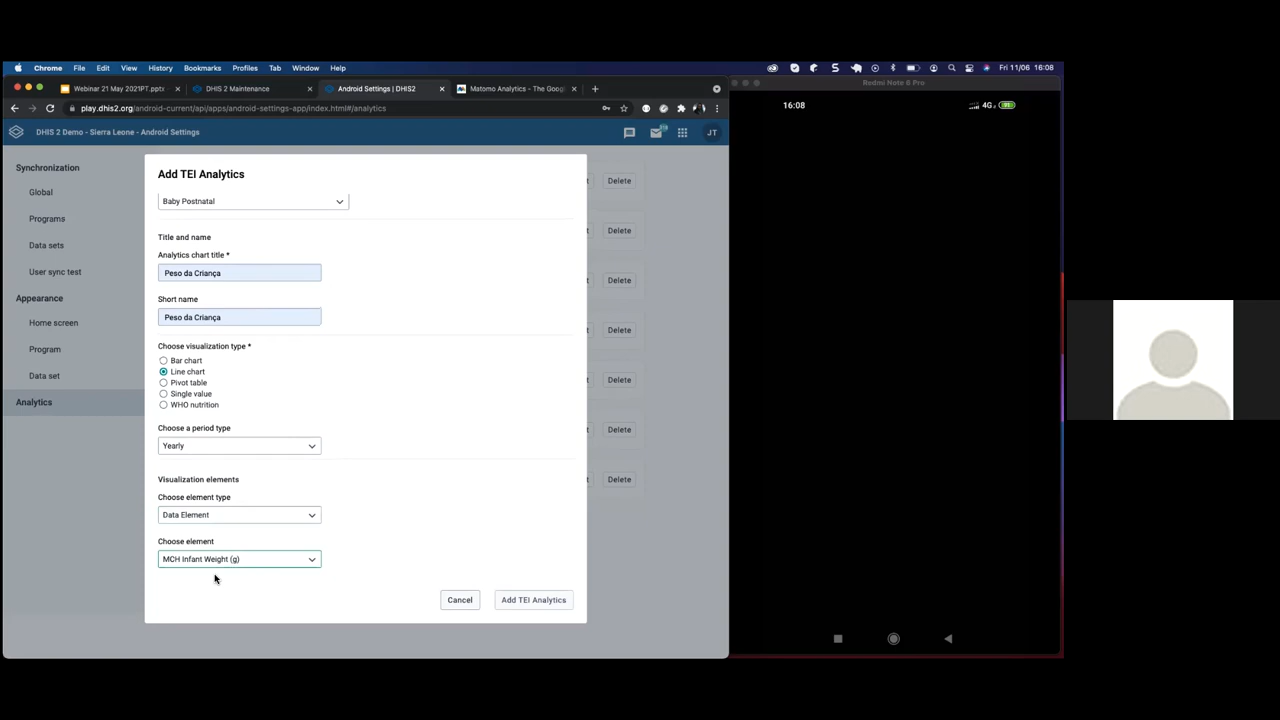 Chrome File Edit View History Bookmarks Profiles Tab Window Help
Fri 11/06 16:08
Webinar 21 May 2021PT.pptx
DHIS 2 Maintenance
Android Settings | DHIS2
Matomo Analytics - The Goog
play.dhis2.org/android-current/api/apps/android-settings-app/index.html#/analytics
DHIS 2 Demo - Sierra Leone - Android Settings
JT
Synchronization
Global
Programs
Data sets
User sync test
Appearance
Home screen
Program
Data set
Analytics
Add TEI Analytics
Baby Postnatal
Title and name
Analytics chart title *
Peso da Criança
Short name
Peso da Criança
Choose visualization type *
Bar chart
Line chart
Pivot table
Single value
WHO nutrition
Choose a period type
Yearly
Visualization elements
Choose element type
Data Element
Choose element
MCH Infant Weight (g)
Cancel
Add TEI Analytics
Delete
Delete
Delete
Delete
Delete
Delete
Delete
Redmi Note 6 Pro
16:08
4G